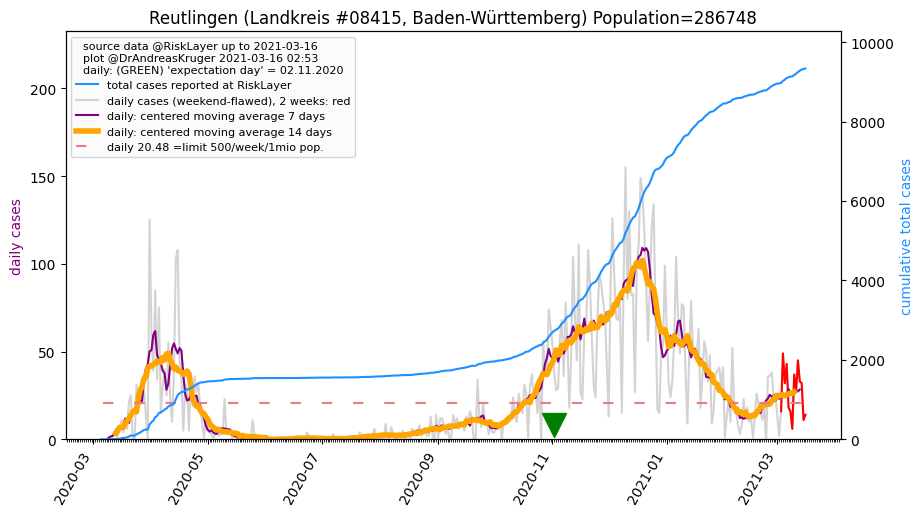 Reutlingen (Landkreis #08415, Baden-Württemberg) Population=286748
source data @RiskLayer up to 2021-03-16
plot @DrAndreasKruger 2021-03-16 02:53
daily: (GREEN) 'expectation day' = 02.11.2020
total cases reported at RiskLayer
daily cases (weekend-flawed), 2 weeks: red
daily: centered moving average 7 days
daily: centered moving average 14 days
daily 20.48 =limit 500/week/1mio pop.
daily cases
200
150
100
50
0
cumulative total cases
10000
8000
6000
4000
2000
0
2020-03
2020-05
2020-07
2020-09
2020-11
2021-01
2021-03